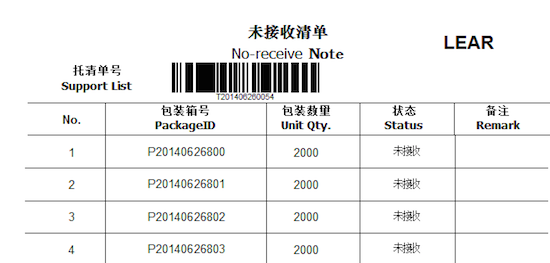 未接收清单
No-receive Note
LEAR
托清单号
Support List
T201406260054
No. 包装箱号 包装数量 状态 备注
PackageID Unit Qty. Status Remark
1 P20140626800 2000 未接收
2 P20140626801 2000 未接收
3 P20140626802 2000 未接收
4 P20140626803 2000 未接收